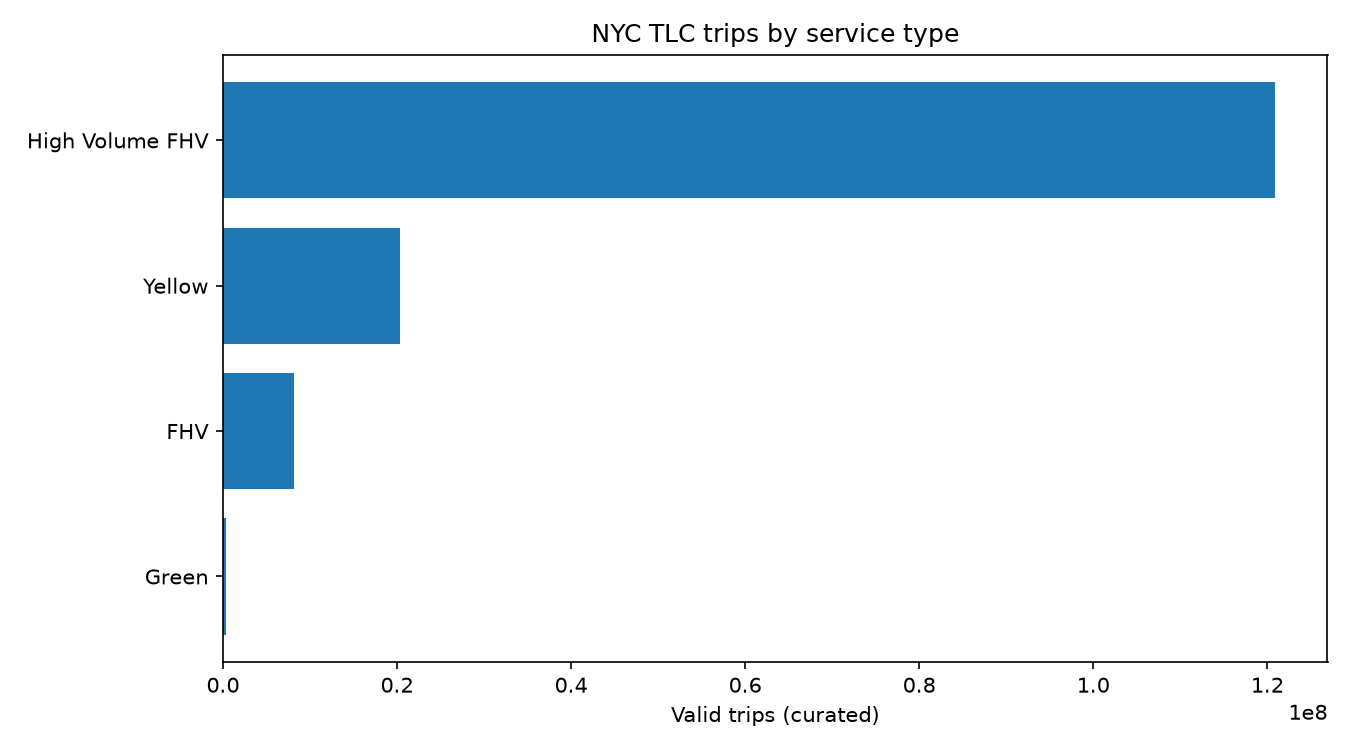 NYC TLC trips by service type
High Volume FHV
Yellow
FHV
Green
0.0 0.2 0.4 0.6 0.8 1.0 1.2
1e8
Valid trips (curated)